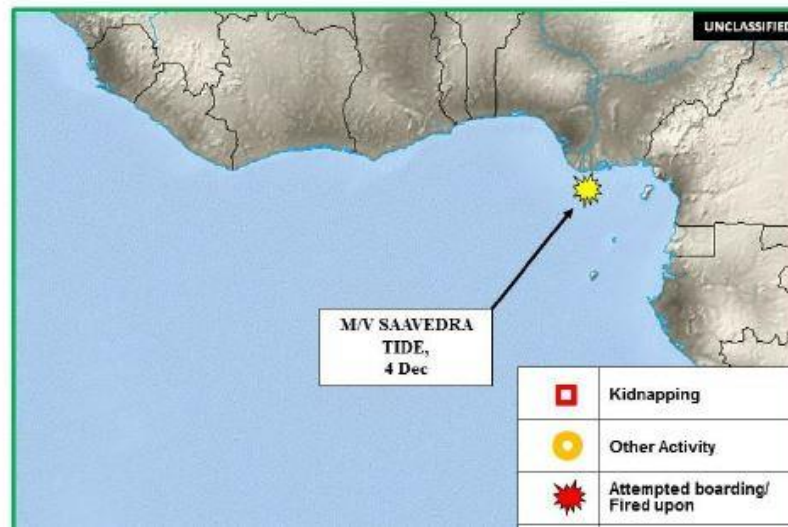 UNCLASSIFIED
M/V SAAVEDRA
TIDE,
4 Dec
Kidnapping
Other Activity
Attempted boarding/
Fired upon